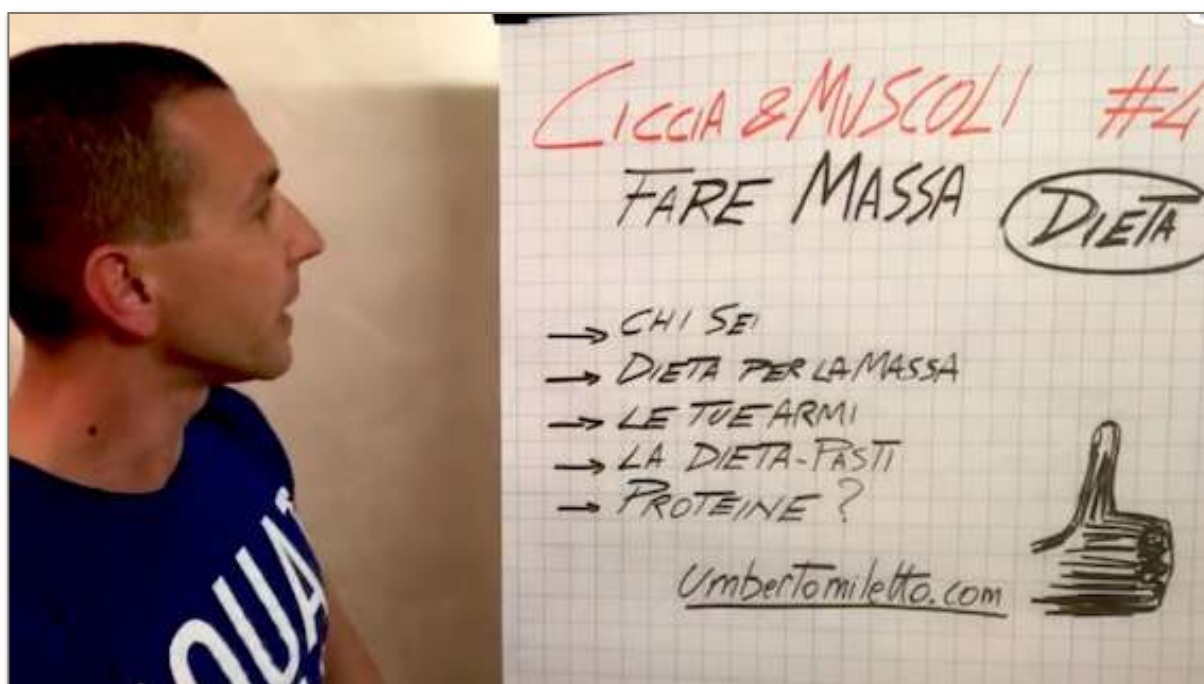 CICCIA & MUSCOLI #4
FARE MASSA DIETA
→ CHI SEI
→ DIETA PER LA MASSA
→ LE TUE ARMI
→ LA DIETA-PASTI
→ PROTEINE?
Umbertomiletto.com